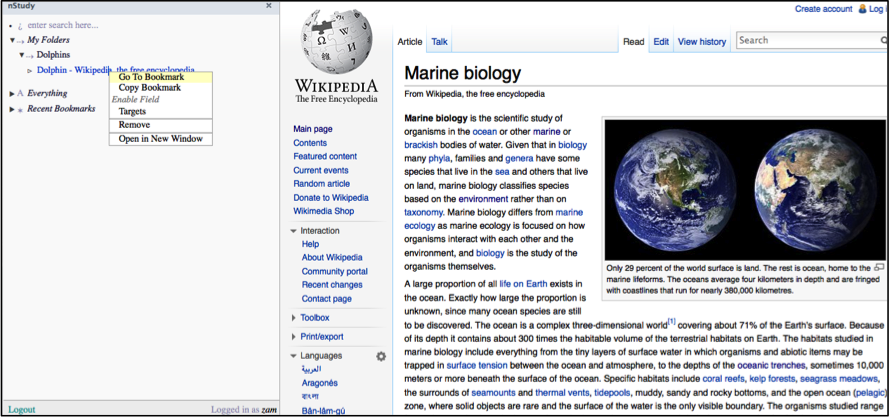 nStudy
×
enter search here...
My Folders
Dolphins
Dolphin - Wikipedia, the free encyclopedia
Go To Bookmark
Copy Bookmark
Enable Field
Targets
Remove
Open in New Window
A Everything
Recent Bookmarks
Logout
Logged in as zam
Ω W И
WIKIPEDIA
The Free Encyclopedia
Main page
Contents
Featured content
Current events
Random article
Donate to Wikipedia
Wikimedia Shop
Interaction
Help
About Wikipedia
Community portal
Recent changes
Contact page
Toolbox
Print/export
Languages
العربية
Aragonés
বাংলা
Bân-lâm-gú
Create account Log
Article Talk
Read Edit View history
Search
Marine biology
From Wikipedia, the free encyclopedia
Marine biology is the scientific study of
organisms in the ocean or other marine or
brackish bodies of water. Given that in biology
many phyla, families and genera have some
species that live in the sea and others that live
on land, marine biology classifies species
based on the environment rather than on
taxonomy. Marine biology differs from marine
ecology as marine ecology is focused on how
organisms interact with each other and the
environment, and biology is the study of the
organisms themselves.
Only 29 percent of the world surface is land. The rest is ocean, home to the
marine lifeforms. The oceans average four kilometers in depth and are fringed
with coastlines that run for nearly 380,000 kilometres.
A large proportion of all life on Earth exists in
the ocean. Exactly how large the proportion is
unknown, since many ocean species are still
to be discovered. The ocean is a complex three-dimensional world[1] covering about 71% of the Earth's surface. Because
of its depth it contains about 300 times the habitable volume of the terrestrial habitats on Earth. The habitats studied in
marine biology include everything from the tiny layers of surface water in which organisms and abiotic items may be
trapped in surface tension between the ocean and atmosphere, to the depths of the oceanic trenches, sometimes 10,000
meters or more beneath the surface of the ocean. Specific habitats include coral reefs, kelp forests, seagrass meadows,
the surrounds of seamounts and thermal vents, tidepools, muddy, sandy and rocky bottoms, and the open ocean (pelagic)
zone, where solid objects are rare and the surface of the water is the only visible boundary. The organisms studied range